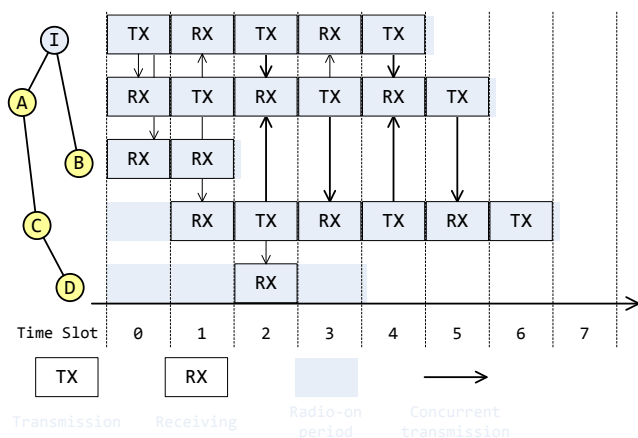 I TX RX TX RX TX
A RX TX RX TX RX TX
B RX RX
C RX TX RX TX RX TX
D RX
Time Slot 0 1 2 3 4 5 6 7
TX RX
Transmission Receiving Radio-on period Concurrent transmission